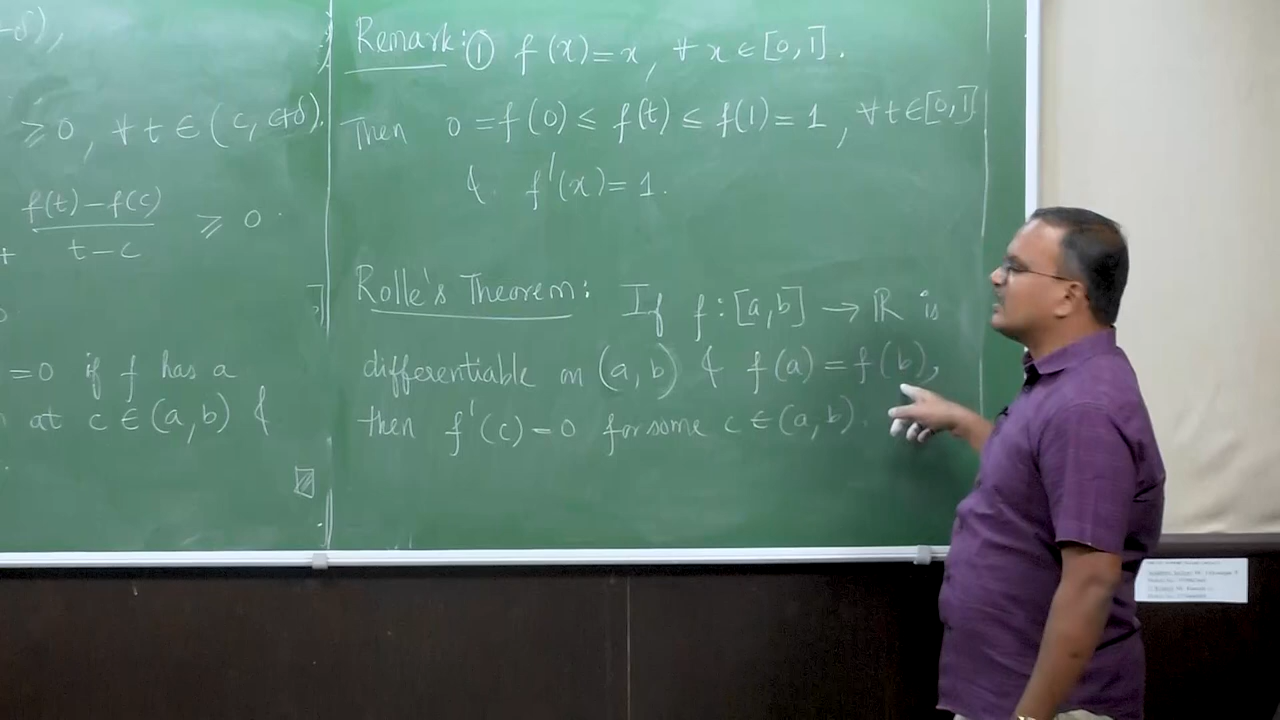 -δ),
≥ 0, ∀ t ∈ (c, c+δ).
f(t) – f(c)
t – c
≥ 0.
= 0 if f has a
at c ∈ (a, b) &
Remark: ① f(x) = x, ∀ x ∈ [0, 1].
Then 0 = f(0) ≤ f(t) ≤ f(1) = 1, ∀ t ∈ [0, 1]
& f'(x) = 1.
Rolle's Theorem: If f : [a, b] → ℝ is
differentiable on (a, b) & f(a) = f(b),
then f'(c) = 0 for some c ∈ (a, b).